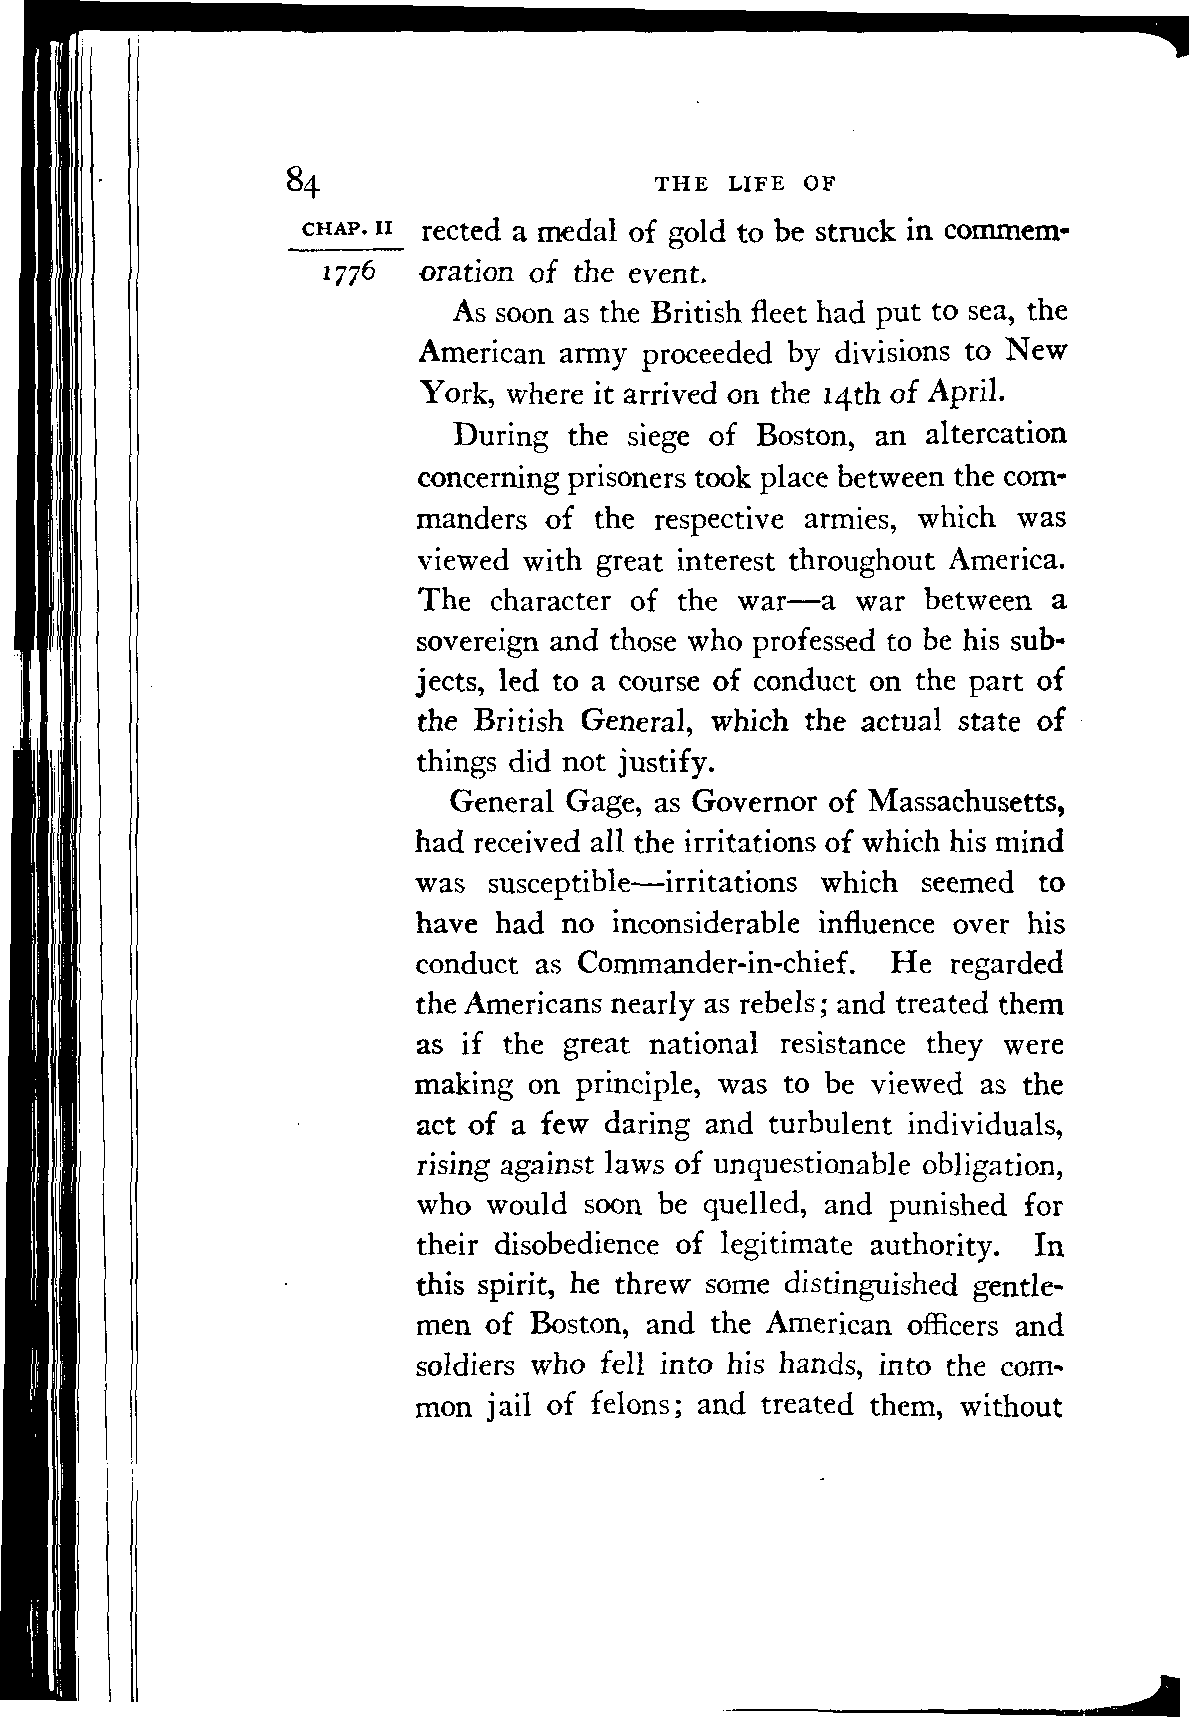 84 THE LIFE OF
CHAP. II rected a medal of gold to be struck in commem-
1776 oration of the event.
As soon as the British fleet had put to sea, the
American army proceeded by divisions to New
York, where it arrived on the 14th of April.
During the siege of Boston, an altercation
concerning prisoners took place between the com-
manders of the respective armies, which was
viewed with great interest throughout America.
The character of the war—a war between a
sovereign and those who professed to be his sub-
jects, led to a course of conduct on the part of
the British General, which the actual state of
things did not justify.
General Gage, as Governor of Massachusetts,
had received all the irritations of which his mind
was susceptible—irritations which seemed to
have had no inconsiderable influence over his
conduct as Commander-in-chief. He regarded
the Americans nearly as rebels; and treated them
as if the great national resistance they were
making on principle, was to be viewed as the
act of a few daring and turbulent individuals,
rising against laws of unquestionable obligation,
who would soon be quelled, and punished for
their disobedience of legitimate authority. In
this spirit, he threw some distinguished gentle-
men of Boston, and the American officers and
soldiers who fell into his hands, into the com-
mon jail of felons; and treated them, without